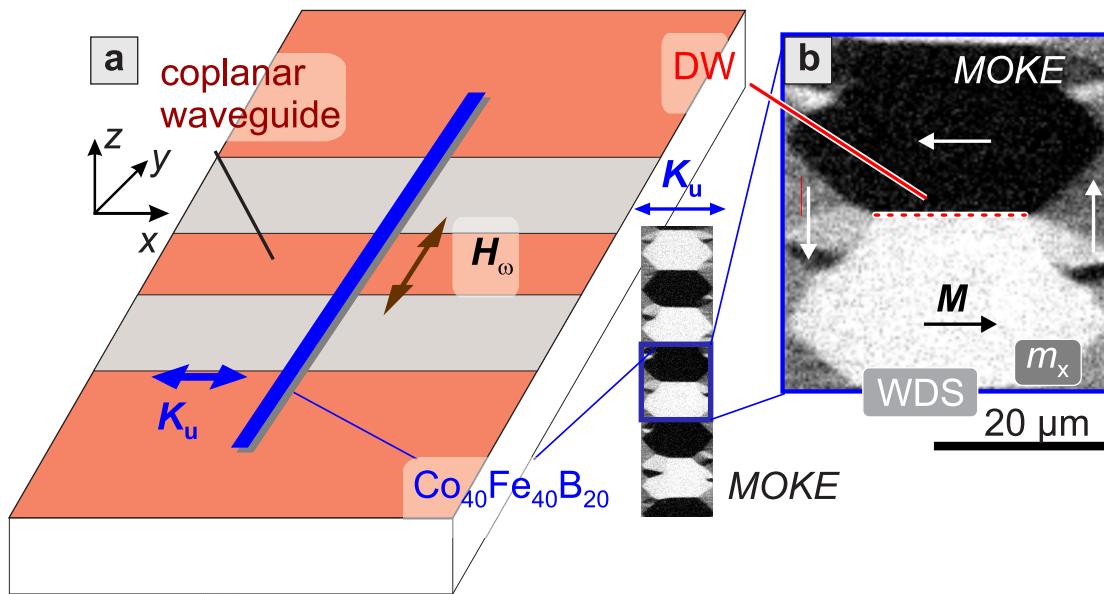 a
coplanar
waveguide
z
y
x
Hω
Ku
Co40Fe40B20
DW
Ku
MOKE
b
MOKE
M
mx
WDS
20 µm